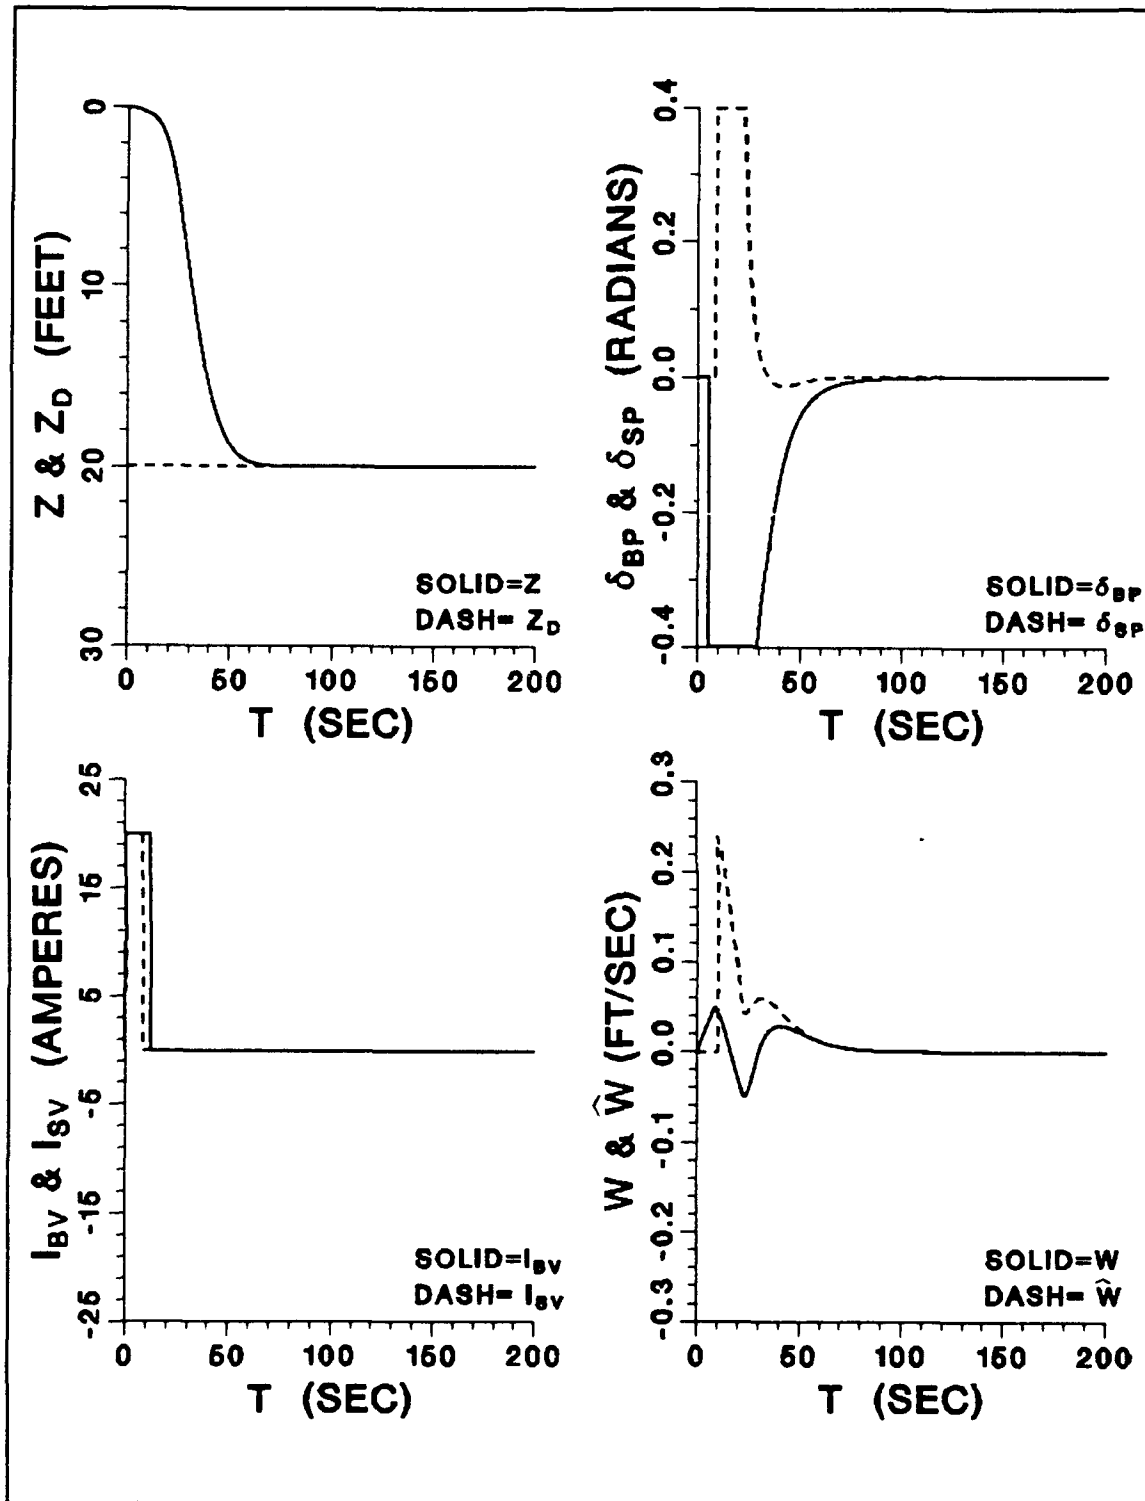 0
10
20
30
Z & Z_D (FEET)
SOLID=Z
DASH= Z_D
0 50 100 150 200
T (SEC)
0.4
0.2
0.0
-0.2
-0.4
δ_BP & δ_SP (RADIANS)
SOLID=δ_BP
DASH= δ_SP
0 50 100 150 200
T (SEC)
25
15
5
-5
-15
-25
I_BV & I_SV (AMPERES)
SOLID=I_BV
DASH= I_SV
0 50 100 150 200
T (SEC)
0.3
0.2
0.1
0.0
-0.1
-0.2
-0.3
W & Ŵ (FT/SEC)
SOLID=W
DASH= Ŵ
0 50 100 150 200
T (SEC)